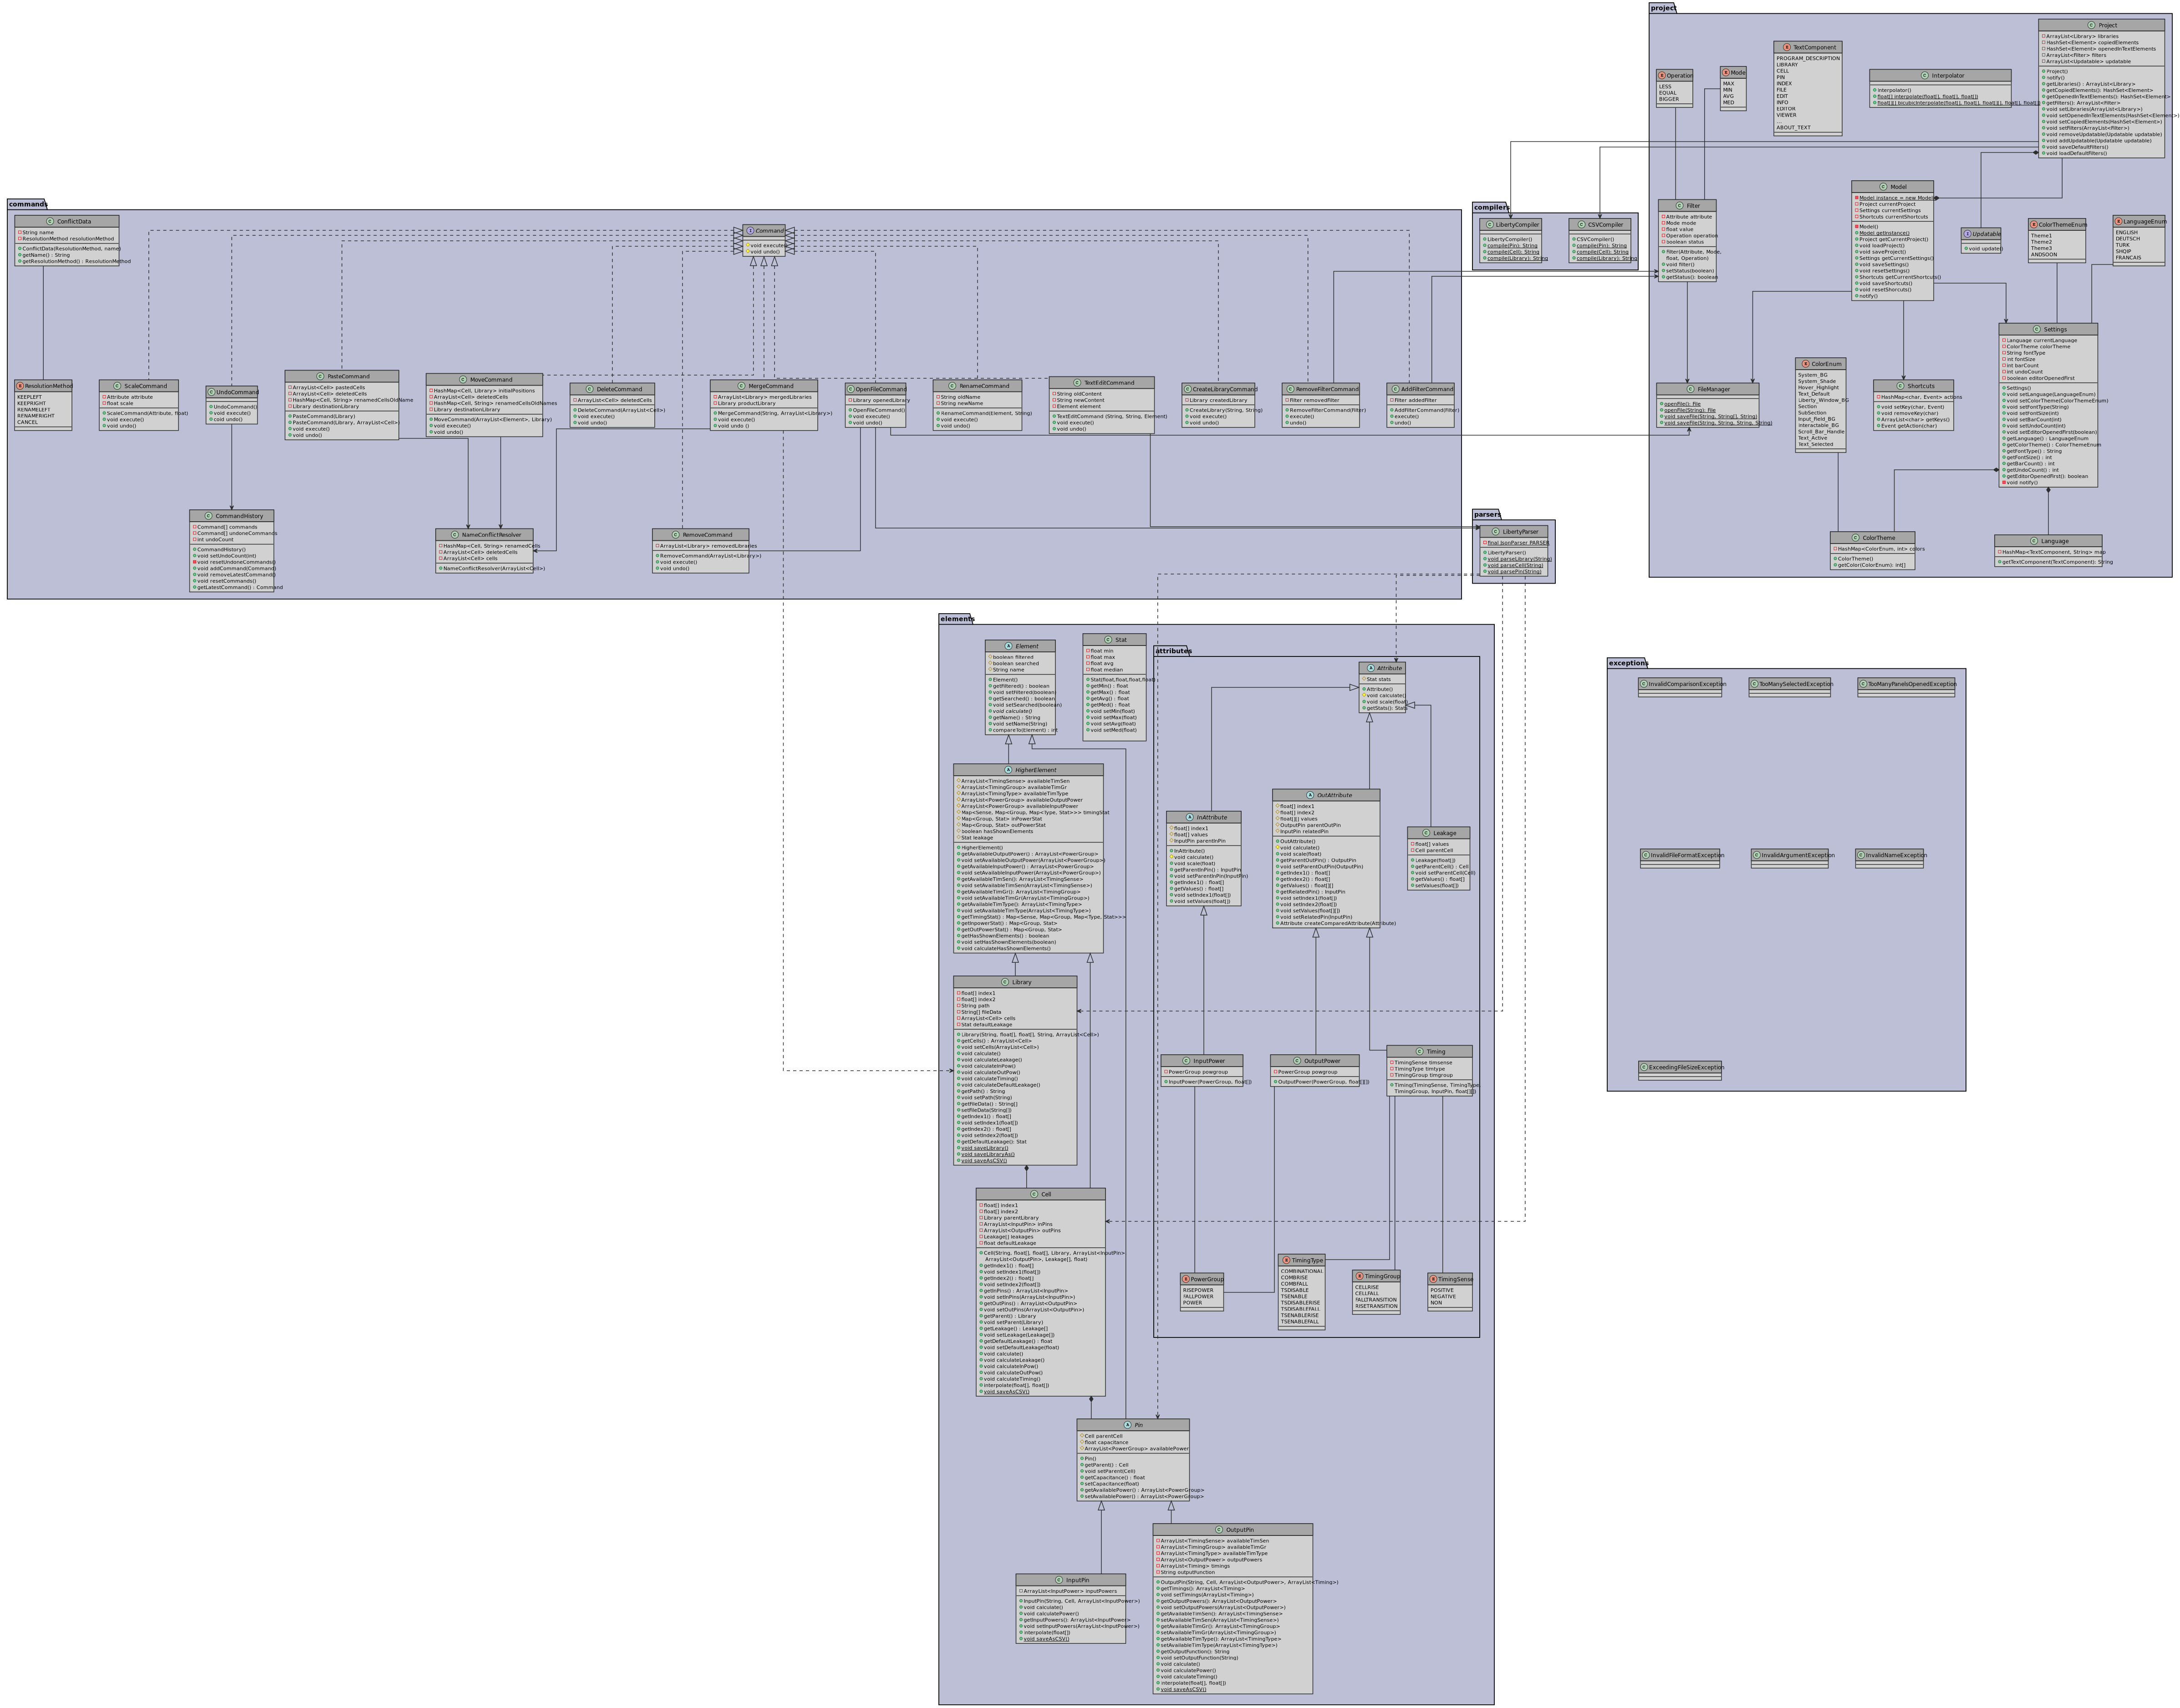 project
Project
ArrayList<Library> libraries
HashSet<Element> copiedElements
HashSet<Element> openedInTextElements
ArrayList<Filter> filters
ArrayList<Updatable> updatable
Project()
notify()
getLibraries() : ArrayList<Library>
getCopiedElements(): HashSet<Element>
getOpenedInTextElements(): HashSet<Element>
getFilters(): ArrayList<Filter>
void setLibraries(ArrayList<Library>)
void setOpenedInTextElements(HashSet<Element>)
void setCopiedElements(HashSet<Element>)
void setFilters(ArrayList<Filter>)
void removeUpdatable(Updatable updatable)
void addUpdatable(Updatable updatable)
void saveDefaultFilters()
void loadDefaultFilters()
TextComponent
PROGRAM_DESCRIPTION
LIBRARY
CELL
PIN
INDEX
FILE
EDIT
INFO
EDITOR
VIEWER
...
ABOUT_TEXT
Operation
LESS
EQUAL
BIGGER
Mode
MAX
MIN
AVG
MED
Interpolator
Interpolator()
float[] interpolate(float[], float[], float[])
Model
Model instance = new Model
Project currentProject
Settings currentSettings
Shortcuts currentShortcuts
Model()
Model getInstance()
Project getCurrentProject()
void loadProject()
void saveProject()
Settings getCurrentSettings()
void saveSettings()
void resetSettings()
Shortcuts getCurrentShortcuts()
void saveShortcuts()
void resetShorcuts()
notify()
Filter
Attribute attribute
Mode mode
float value
Operation operation
boolean status
Filter(Attribute, Mode,
float, Operation)
void filter()
setStatus(boolean)
getStatus(): boolean
Updatable
void update()
ColorThemeEnum
Theme1
Theme2
Theme3
ANDSOON
LanguageEnum
ENGLISH
DEUTSCH
TURK
SHQIP
FRANCAIS
Settings
Language currentLanguage
ColorTheme colorTheme
String fontType
int fontSize
int barCount
int undoCount
boolean editorOpenedFirst
Settings()
void setLanguage(LanguageEnum)
void setColorTheme(ColorThemeEnum)
void setFontType(String)
void setFontSize(int)
void setBarCount(int)
void setUndoCount(int)
void setEditorOpenedFirst(boolean)
getLanguage() : LanguageEnum
getColorTheme() : ColorThemeEnum
getFontType() : String
getFontSize() : int
getBarCount() : int
getUndoCount() : int
getEditorOpenedFirst(): boolean
void notify()
ColorEnum
System_BG
System_Shade
Hover_Highlight
Text_Default
Liberty_Window_BG
Section
SubSection
Input_Field_BG
Interactable_BG
Scroll_Bar_Handle
Text_Active
Text_Selected
FileManager
openFile(): File
openFile(String): File
void saveFile(String, String[], String)
void saveFile(String, String, String, String)
Shortcuts
HashMap<char, Event> actions
void setKey(char, Event)
void removeKey(char)
ArrayList<char> getKeys()
Event getAction(char)
ColorTheme
HashMap<ColorEnum, int> colors
ColorTheme()
getColor(ColorEnum): int[]
Language
HashMap<TextComponent, String> map
getTextComponent(TextComponent): String
compilers
LibertyCompiler
LibertyCompiler()
compile(Pin): String
compile(Cell): String
compile(Library): String
CSVCompiler
CSVCompiler()
compile(Pin): String
compile(Cell): String
compile(Library): String
commands
ConflictData
String name
ResolutionMethod resolutionMethod
ConflictData(ResolutionMethod, name)
getName() : String
getResolutionMethod() : ResolutionMethod
Command
void execute()
void undo()
ResolutionMethod
KEEPLEFT
KEEPRIGHT
RENAMELEFT
RENAMERIGHT
CANCEL
ScaleCommand
Attribute attribute
float scale
ScaleCommand(Attribute, float)
void execute()
void undo()
UndoCommand
UndoCommand()
void execute()
void undo()
PasteCommand
ArrayList<Cell> pastedCells
ArrayList<Cell> deletedCells
HashMap<Cell, String> renamedCellsOldName
Library destinationLibrary
PasteCommand(Library)
PasteCommand(Library, ArrayList<Cell>)
void execute()
void undo()
MoveCommand
HashMap<Cell, Library> initialPositions
ArrayList<Cell> deletedCells
HashMap<Cell, String> renamedCellsOldNames
Library destinationLibrary
MoveCommand(ArrayList<Element>, Library)
void execute()
void undo()
DeleteCommand
ArrayList<Cell> deletedCells
DeleteCommand(ArrayList<Cell>)
void execute()
void undo()
MergeCommand
ArrayList<Library> mergedLibraries
Library productLibrary
MergeCommand(String, ArrayList<Library>)
void execute()
void undo ()
OpenFileCommand
Library openedLibrary
OpenFileCommand()
void execute()
void undo()
RenameCommand
String oldName
String newName
RenameCommand(Element, String)
void execute()
void undo()
TextEditCommand
String oldContent
String newContent
Element element
TextEditCommand (String, String, Element)
void execute()
void undo()
CreateLibraryCommand
Library createdLibrary
CreateLibrary(String, String)
void execute()
void undo()
RemoveFilterCommand
Filter removedFilter
RemoveFilterCommand(Filter)
execute()
undo()
AddFilterCommand
Filter addedFilter
AddFilterCommand(Filter)
execute()
undo()
CommandHistory
Command[] commands
Command[] undoneCommands
int undoCount
CommandHistory()
void setUndoCount(int)
void resetUndoneCommands()
void addCommand(Command)
void removeLatestCommand()
void resetCommands()
getLatestCommand() : Command
NameConflictResolver
HashMap<Cell, String> renamedCells
ArrayList<Cell> deletedCells
ArrayList<Cell> cells
NameConflictResolver(ArrayList<Cell>)
RemoveCommand
ArrayList<Library> removedLibraries
RemoveCommand(ArrayList<Library>)
void execute()
void undo()
parsers
LibertyParser
final JsonParser PARSER
LibertyParser()
void parseLibrary(String)
void parseCell(String)
void parsePin(String)
elements
Element
boolean filtered
boolean searched
String name
Element()
getFiltered() : boolean
void setFiltered(boolean)
getSearched() : boolean
void setSearched(boolean)
void calculate()
getName() : String
void setName(String)
compareTo(Element) : int
Stat
float min
float max
float avg
float median
Stat(float,float,float,float)
getMin() : float
getMax() : float
getAvg() : float
getMed() : float
void setMin(float)
void setMax(float)
void setAvg(float)
void setMed(float)
attributes
Attribute
Stat stats
Attribute()
void calculate()
void scale(float)
getStats(): Stats
HigherElement
ArrayList<TimingSense> availableTimSen
ArrayList<TimingGroup> availableTimGr
ArrayList<TimingType> availableTimType
ArrayList<PowerGroup> availableOutputPower
ArrayList<PowerGroup> availableInputPower
Map<Sense, Map<Group, Map<Type, Stat>>> timingStat
Map<Group, Stat> inPowerStat
Map<Group, Stat> outPowerStat
boolean hasShownElements
Stat leakage
HigherElement()
getAvailableOutputPower() : ArrayList<PowerGroup>
void setAvailableOutputPower(ArrayList<PowerGroup>)
getAvailableInputPower() : ArrayList<PowerGroup>
void setAvailableInputPower(ArrayList<PowerGroup>)
getAvailableTimSen(): ArrayList<TimingSense>
void setAvailableTimSen(ArrayList<TimingSense>)
getAvailableTimGr(): ArrayList<TimingGroup>
void setAvailableTimGr(ArrayList<TimingGroup>)
getAvailableTimType(): ArrayList<TimingType>
void setAvailableTimType(ArrayList<TimingType>)
getTimingStat() : Map<Sense, Map<Group, Map<Type, Stat>>>
getInpowerStat() : Map<Group, Stat>
getOutPowerStat() : Map<Group, Stat>
getHasShownElements() : boolean
void setHasShownElements(boolean)
void calculateHasShownElements()
InAttribute
float[] index1
float[] values
InputPin parentInPin
InAttribute()
void calculate()
void scale(float)
getParentInPin() : InputPin
void setParentInPin(InputPin)
getIndex1() : float[]
getValues() : float[]
void setIndex1(float[])
void setValues(float[])
OutAttribute
float[] index1
float[] index2
float[][] values
OutputPin parentOutPin
InputPin relatedPin
OutAttribute()
void calculate()
void scale(float)
getParentOutPin() : OutputPin
void setParentOutPin(OutputPin)
getIndex1() : float[]
getIndex2() : float[]
getValues() : float[][]
getRelatedPin() : InputPin
void setIndex1(float[])
void setIndex2(float[])
void setValues(float[][])
void setRelatedPin(InputPin)
Attribute createComparedAttribute(Attribute)
Leakage
float[] values
Cell parentCell
Leakage(float[])
getParentCell() : Cell
void setParentCell(Cell)
getValues() : float[]
setValues(float[])
Library
float[] index1
float[] index2
String path
String[] fileData
ArrayList<Cell> cells
Stat defaultLeakage
Library(String, float[], float[], String, ArrayList<Cell>)
getCells() : ArrayList<Cell>
void setCells(ArrayList<Cell>)
void calculate()
void calculateLeakage()
void calculateInPow()
void calculateOutPow()
void calculateTiming()
void calculateDefaultLeakage()
getPath() : String
void setPath(String)
getFileData() : String[]
setFileData(String[])
getIndex1() : float[]
void setIndex1(float[])
getIndex2() : float[]
void setIndex2(float[])
getDefaultLeakage(): Stat
void saveLibrary()
void saveLibraryAs()
void saveAsCSV()
InputPower
PowerGroup powgroup
InputPower(PowerGroup, float[])
OutputPower
PowerGroup powgroup
OutputPower(PowerGroup, float[][])
Timing
TimingSense timsense
TimingType timtype
TimingGroup timgroup
Timing(TimingSense, TimingType
TimingGroup, InputPin, float[][])
Cell
float[] index1
float[] index2
Library parentLibrary
ArrayList<InputPin> inPins
ArrayList<OutputPin> outPins
Leakage[] leakages
float defaultLeakage
Cell(String, float[], float[], Library, ArrayList<InputPin>
ArrayList<OutputPin>, Leakage[], float)
getIndex1() : float[]
void setIndex1(float[])
getIndex2() : float[]
void setIndex2(float[])
getInPins() : ArrayList<InputPin>
void setInPins(ArrayList<InputPin>)
getOutPins() : ArrayList<OutputPin>
void setOutPins(ArrayList<OutputPin>)
getParent() : Library
void setParent(Library)
getLeakage() : Leakage[]
void setLeakage(Leakage[])
getDefaultLeakage() : float
void setDefaultLeakage(float)
void calculate()
void calculateLeakage()
void calculateInPow()
void calculateOutPow()
void calculateTiming()
interpolate(float[], float[])
void saveAsCSV()
PowerGroup
RISEPOWER
FALLPOWER
POWER
TimingType
COMBINATIONAL
COMBRISE
COMBFALL
TSDISABLE
TSENABLE
TSDISABLERISE
TSDISABLEFALL
TSENABLERISE
TSENABLEFALL
TimingGroup
CELLRISE
CELLFALL
FALLTRANSITION
RISETRANSITION
TimingSense
POSITIVE
NEGATIVE
NON
Pin
Cell parentCell
float capacitance
ArrayList<PowerGroup> availablePower
Pin()
getParent() : Cell
void setParent(Cell)
getCapacitance() : float
setCapacitance(float)
getAvailablePower() : ArrayList<PowerGroup>
setAvailablePower() : ArrayList<PowerGroup>
InputPin
ArrayList<InputPower> inputPowers
InputPin(String, Cell, ArrayList<InputPower>)
void calculate()
void calculatePower()
getInputPowers(): ArrayList<InputPower>
void setInputPowers(ArrayList<InputPower>)
interpolate(float[])
void saveAsCSV()
OutputPin
ArrayList<TimingSense> availableTimSen
ArrayList<TimingGroup> availableTimGr
ArrayList<TimingType> availableTimType
ArrayList<OutputPower> outputPowers
ArrayList<Timing> timings
String outputFunction
OutputPin(String, Cell, ArrayList<OutputPower>, ArrayList<Timing>)
getTimings(): ArrayList<Timing>
void setTimings(ArrayList<Timing>)
getOutputPowers(): ArrayList<OutputPower>
void setOutputPowers(ArrayList<OutputPower>)
getAvailableTimSen(): ArrayList<TimingSense>
setAvailableTimSen(ArrayList<TimingSense>)
getAvailableTimGr(): ArrayList<TimingGroup>
setAvailableTimGr(ArrayList<TimingGroup>)
getAvailableTimType(): ArrayList<TimingType>
setAvailableTimType(ArrayList<TimingType>)
getOutputFunction(): String
void setOutputFunction(String)
void calculate()
void calculatePower()
void calculateTiming()
interpolate(float[], float[])
void saveAsCSV()
exceptions
InvalidComparisonException
TooManySelectedException
TooManyPanelsOpenedException
InvalidFileFormatException
InvalidArgumentException
InvalidNameException
ExceedingFileSizeException